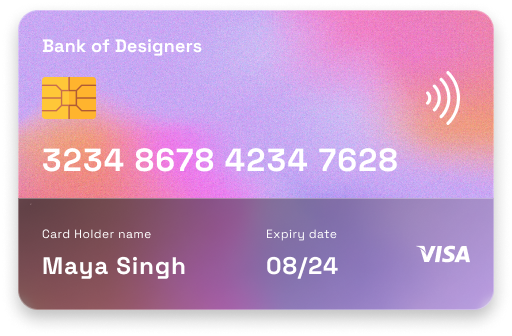 Bank of Designers
3234 8678 4234 7628
Card Holder name
Maya Singh
Expiry date
08/24
VISA